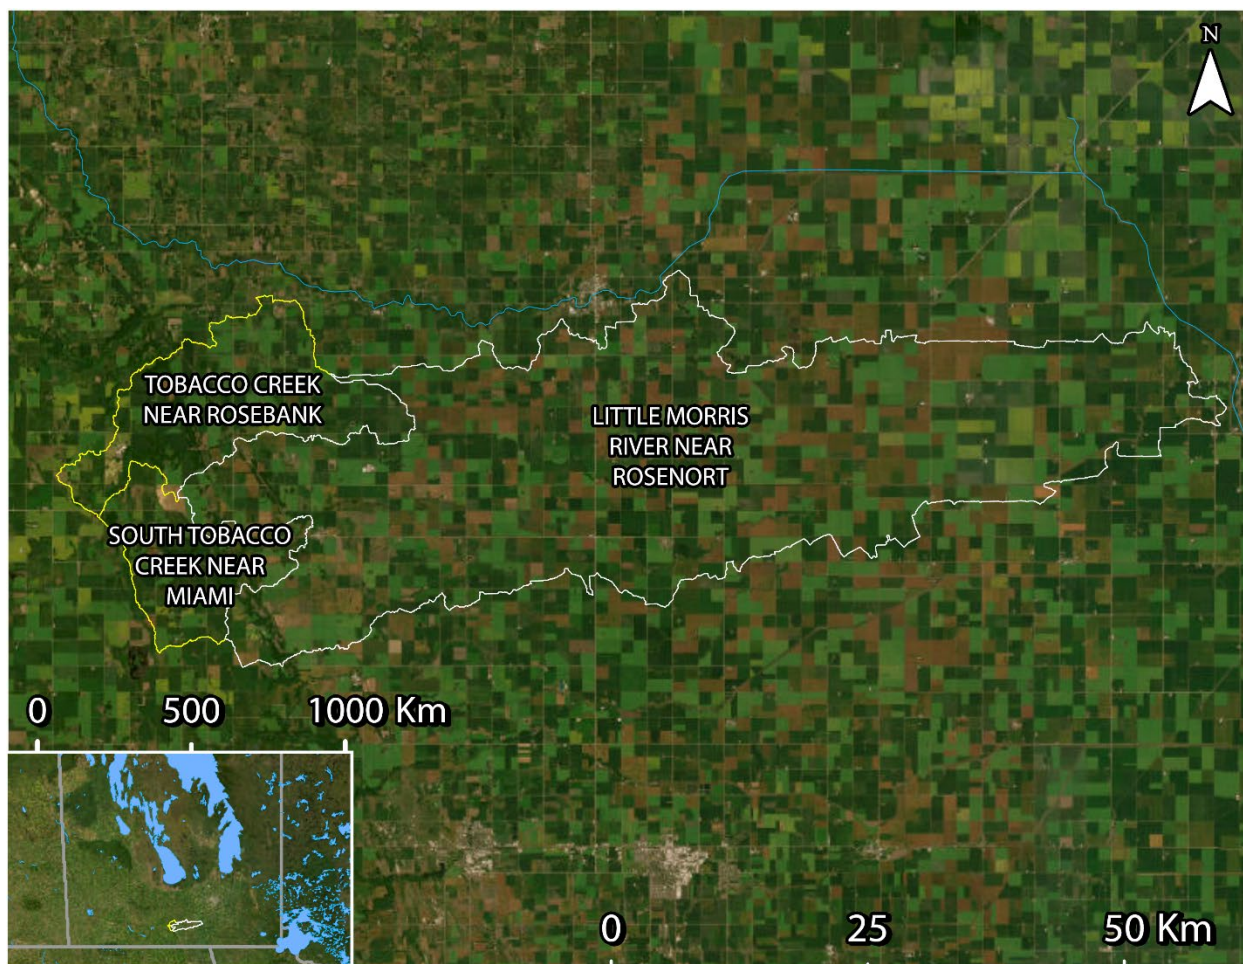 N
TOBACCO CREEK
NEAR ROSEBANK
LITTLE MORRIS
RIVER NEAR
ROSENORT
SOUTH TOBACCO
CREEK NEAR
MIAMI
0 500 1000 Km
0 25 50 Km